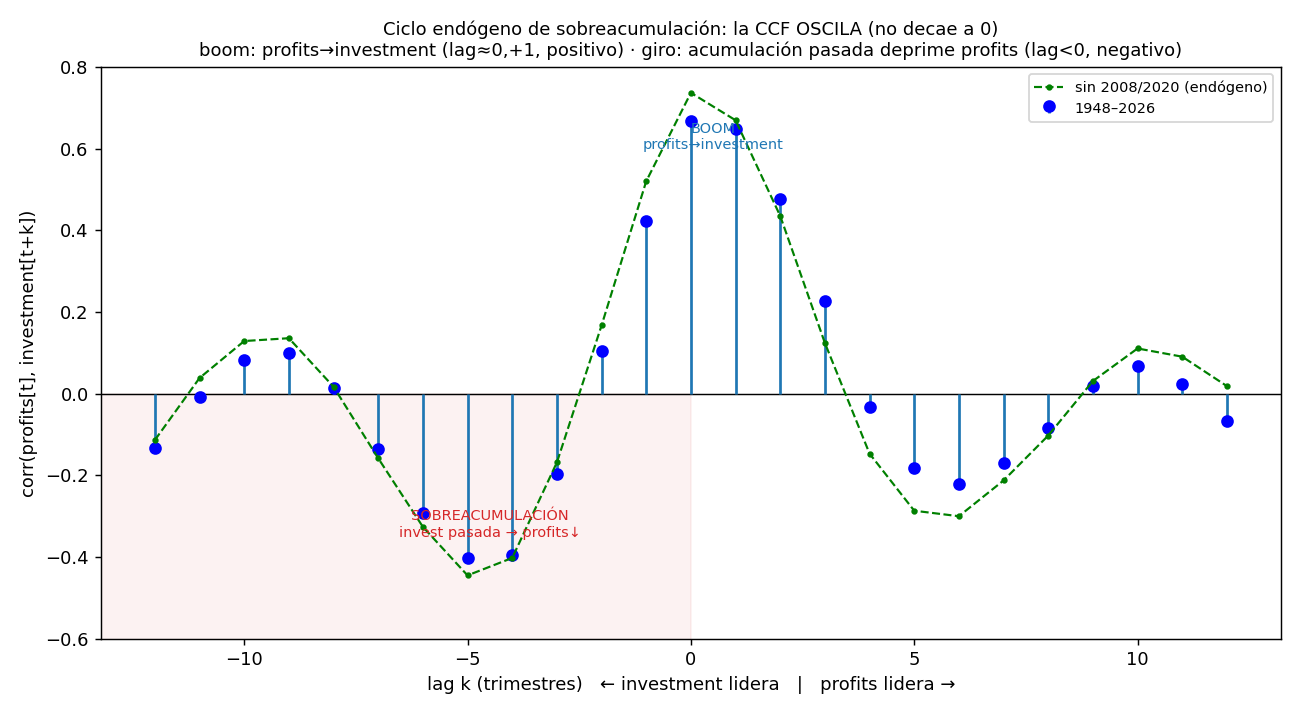 Ciclo endógeno de sobreacumulación: la CCF OSCILA (no decae a 0)
boom: profits→investment (lag≈0,+1, positivo) · giro: acumulación pasada deprime profits (lag<0, negativo)
sin 2008/2020 (endógeno)
1948–2026
BOOM
profits→investment
SOBREACUMULACIÓN
invest pasada → profits↓
corr(profits[t], investment[t+k])
0.8
0.6
0.4
0.2
0.0
−0.2
−0.4
−0.6
−10
−5
0
5
10
lag k (trimestres) ← investment lidera | profits lidera →